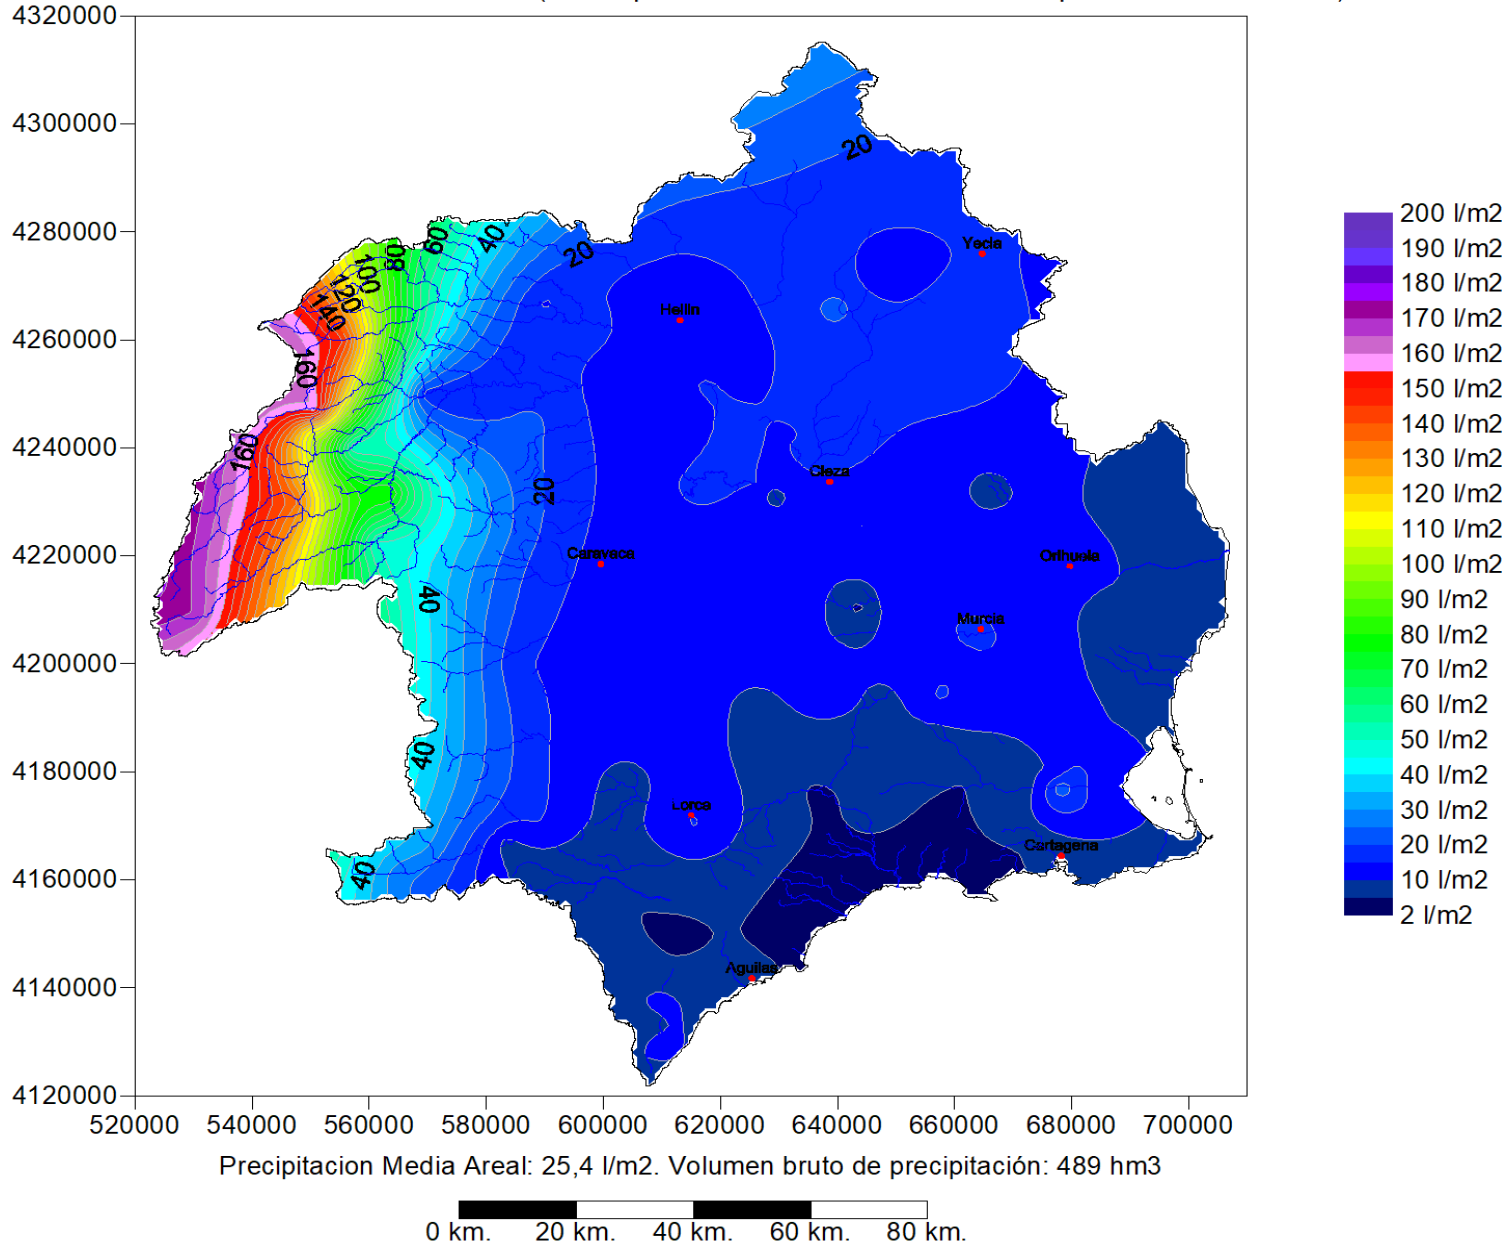 4320000
4300000
4280000
4260000
4240000
4220000
4200000
4180000
4160000
4140000
4120000
520000 540000 560000 580000 600000 620000 640000 660000 680000 700000
20
20
40
60
80
100
120
140
160
160
20
40
40
40
Yecla
Hellin
Cieza
Caravaca
Orihuela
Murcia
Lorca
Cartagena
Aguilas
200 l/m2
190 l/m2
180 l/m2
170 l/m2
160 l/m2
150 l/m2
140 l/m2
130 l/m2
120 l/m2
110 l/m2
100 l/m2
90 l/m2
80 l/m2
70 l/m2
60 l/m2
50 l/m2
40 l/m2
30 l/m2
20 l/m2
10 l/m2
2 l/m2
Precipitacion Media Areal: 25,4 l/m2. Volumen bruto de precipitación: 489 hm3
0 km. 20 km. 40 km. 60 km. 80 km.